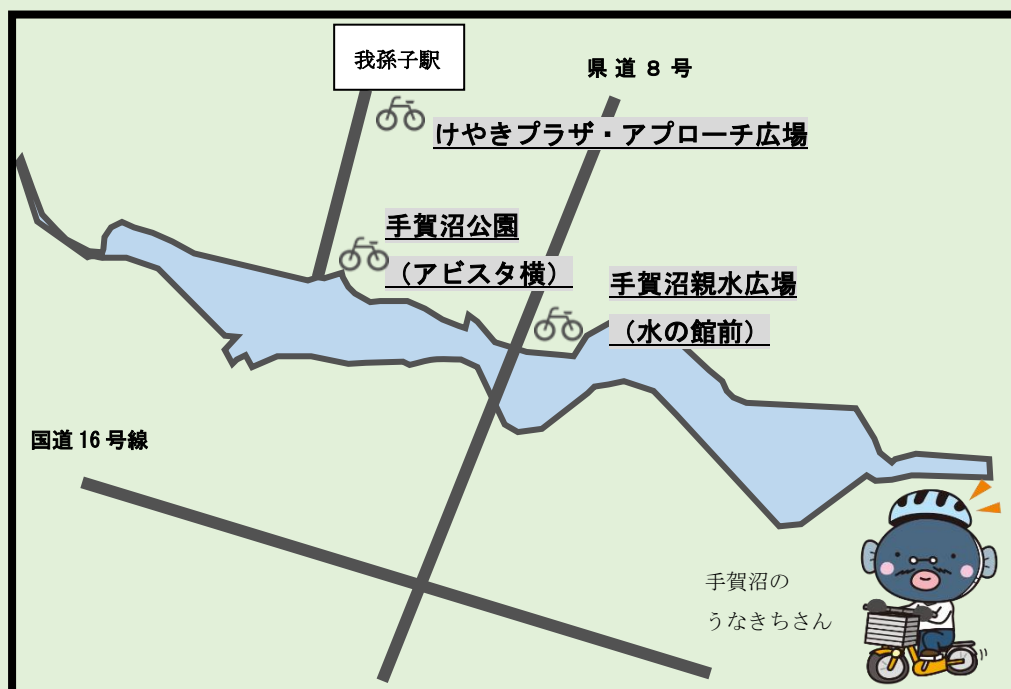 我孫子駅
県道８号
けやきプラザ・アプローチ広場
手賀沼公園
（アビスタ横）
手賀沼親水広場
（水の館前）
国道16号線
手賀沼の
うなきちさん